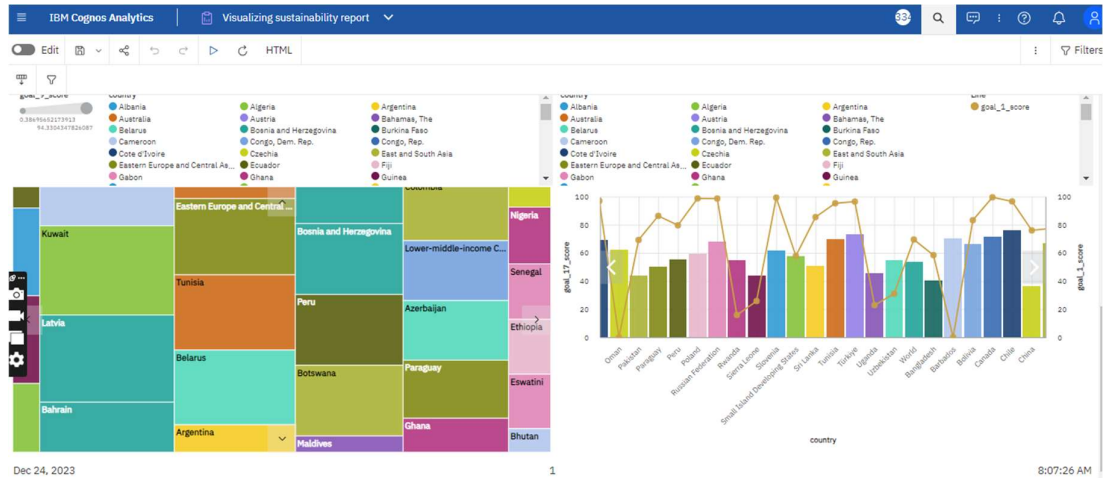 IBM Cognos Analytics
Visualizing sustainability report
334
Edit
HTML
Filters
goal_7_score
country
94.3304347826087
Albania
Algeria
Argentina
Australia
Austria
Bahamas, The
Belarus
Bosnia and Herzegovina
Burkina Faso
Cameroon
Congo, Dem. Rep.
Congo, Rep.
Cote d'Ivoire
Czechia
East and South Asia
Eastern Europe and Central As...
Ecuador
Fiji
Gabon
Ghana
Guinea
country
Line
Albania
Algeria
Argentina
goal_1_score
Australia
Austria
Bahamas, The
Belarus
Bosnia and Herzegovina
Burkina Faso
Cameroon
Congo, Dem. Rep.
Congo, Rep.
Cote d'Ivoire
Czechia
East and South Asia
Eastern Europe and Central As...
Ecuador
Fiji
Gabon
Ghana
Guinea
Kuwait
Latvia
Bahrain
Eastern Europe and Central ...
Tunisia
Belarus
Argentina
Bosnia and Herzegovina
Peru
Botswana
Maldives
Colombia
Lower-middle-income C...
Azerbaijan
Paraguay
Ghana
Nigeria
Senegal
Ethiopia
Eswatini
Bhutan
goal_17_score
100
80
60
40
20
0
100
80
60
40
20
0
goal_1_score
Oman
Pakistan
Paraguay
Peru
Poland
Russian Federation
Rwanda
Sierra Leone
Slovenia
Small Island Developing States
Sri Lanka
Tunisia
Türkiye
Uganda
Uzbekistan
World
Bangladesh
Barbados
Bolivia
Canada
Chile
China
country
Dec 24, 2023
1
8:07:26 AM